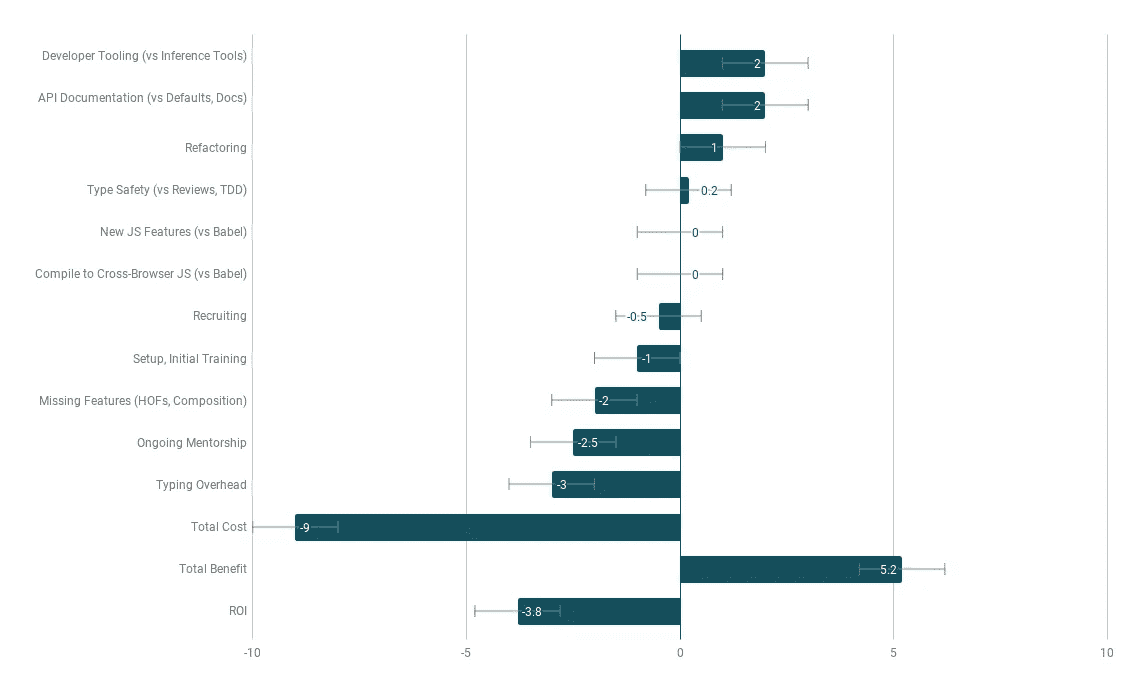 Developer Tooling (vs Inference Tools)
2
API Documentation (vs Defaults, Docs)
2
Refactoring
1
Type Safety (vs Reviews, TDD)
0.2
New JS Features (vs Babel)
0
Compile to Cross-Browser JS (vs Babel)
0
Recruiting
-0.5
Setup, Initial Training
-1
Missing Features (HOFs, Composition)
-2
Ongoing Mentorship
-2.5
Typing Overhead
-3
Total Cost
-9
Total Benefit
5.2
ROI
-3.8
-10 -5 0 5 10